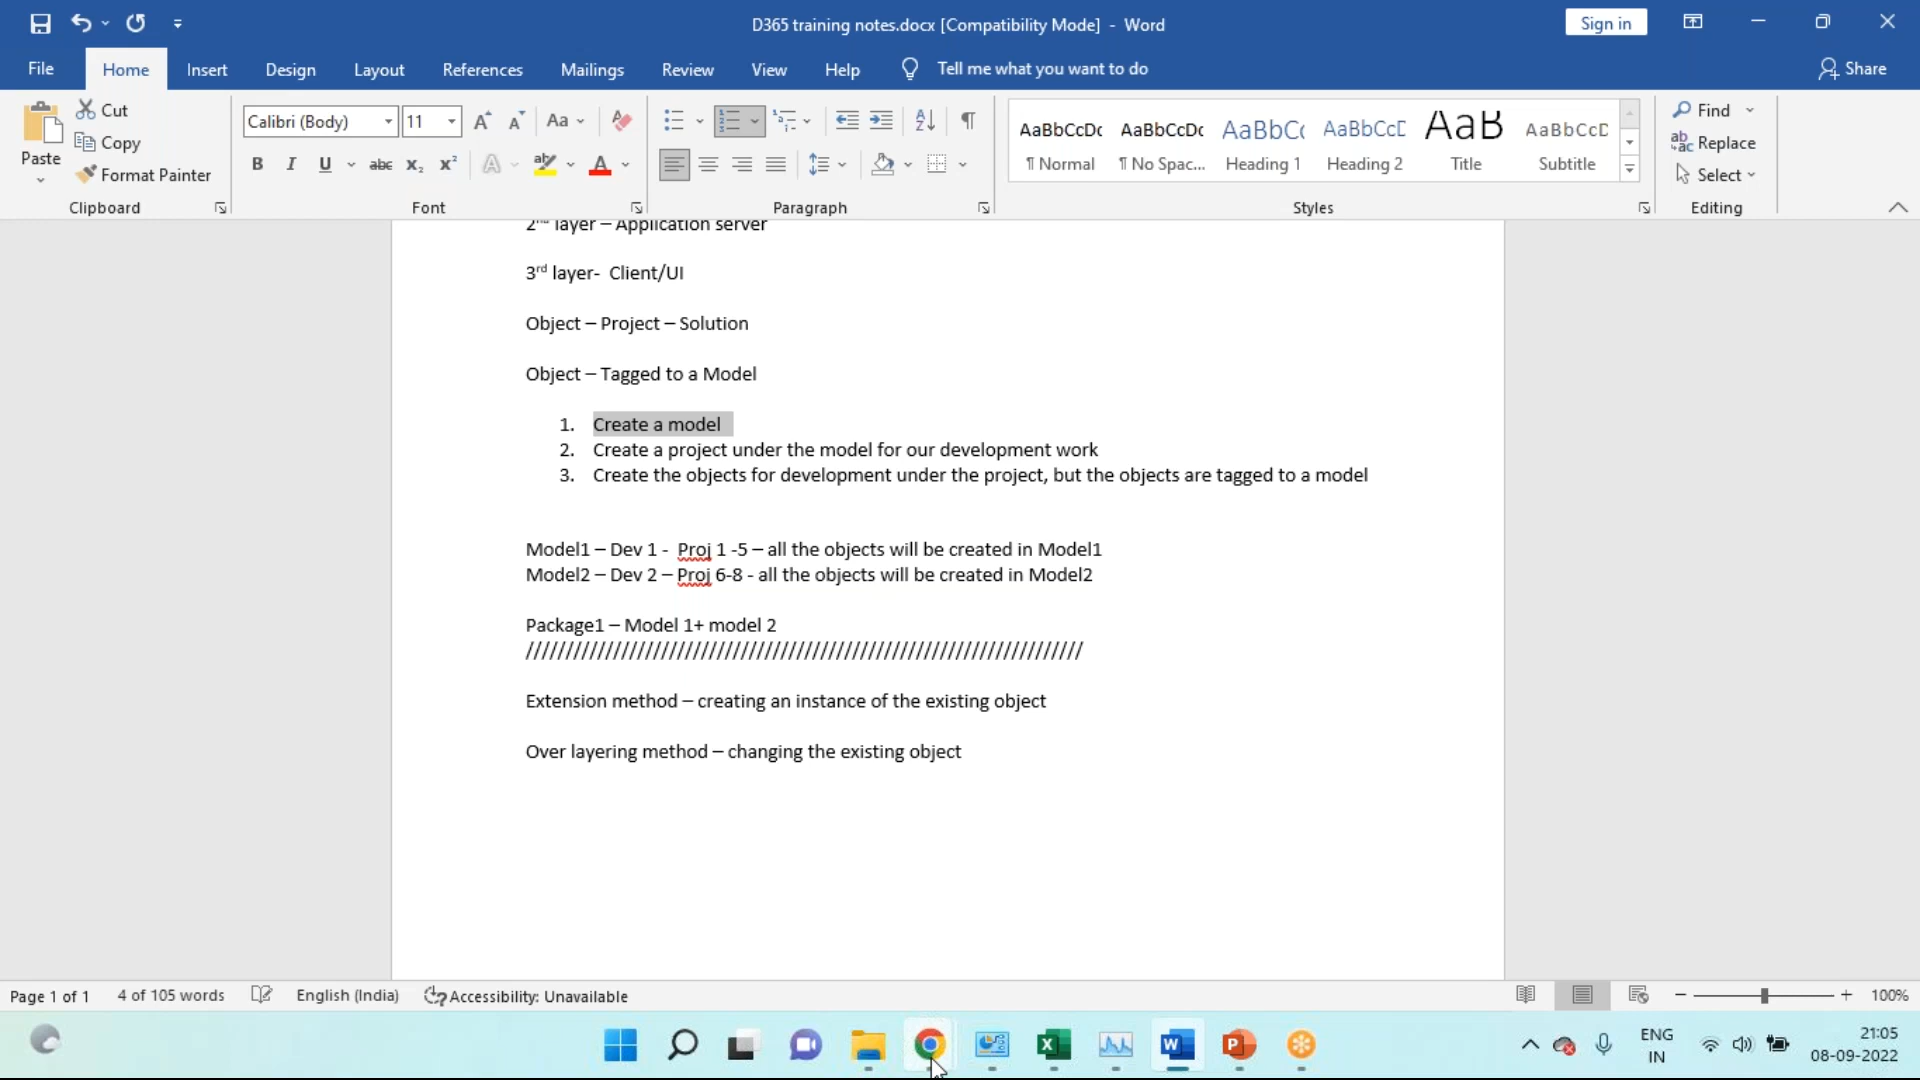 D365 training notes.docx [Compatibility Mode] - Word
Sign in
File Home Insert Design Layout References Mailings Review View Help Tell me what you want to do Share
Paste
Cut
Copy
Format Painter
Clipboard
Calibri (Body) 11
Font
Paragraph
AaBbCcDc AaBbCcDc AaBbC AaBbCcC AaB AaBbCcD
¶ Normal ¶ No Spac... Heading 1 Heading 2 Title Subtitle
Styles
Find
Replace
Select
Editing
2nd layer – Application server
3rd layer- Client/UI
Object – Project – Solution
Object – Tagged to a Model
1. Create a model
2. Create a project under the model for our development work
3. Create the objects for development under the project, but the objects are tagged to a model
Model1 – Dev 1 - Proj 1 -5 – all the objects will be created in Model1
Model2 – Dev 2 – Proj 6-8 - all the objects will be created in Model2
Package1 – Model 1+ model 2
///////////////////////////////////////////////////////////////////////
Extension method – creating an instance of the existing object
Over layering method – changing the existing object
Page 1 of 1 4 of 105 words English (India) Accessibility: Unavailable 100%
ENG
IN
21:05
08-09-2022